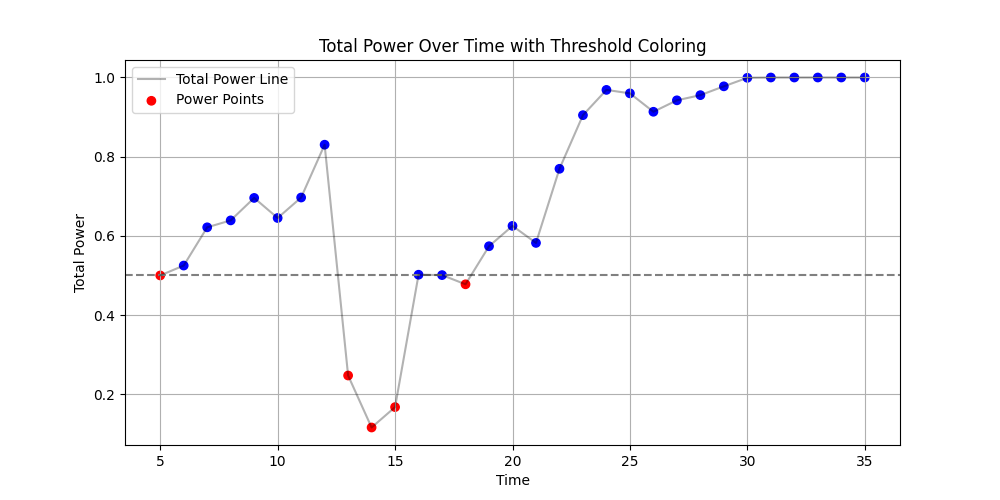 Total Power Over Time with Threshold Coloring
Total Power Line
Power Points
1.0
0.8
0.6
0.4
0.2
Total Power
5 10 15 20 25 30 35
Time